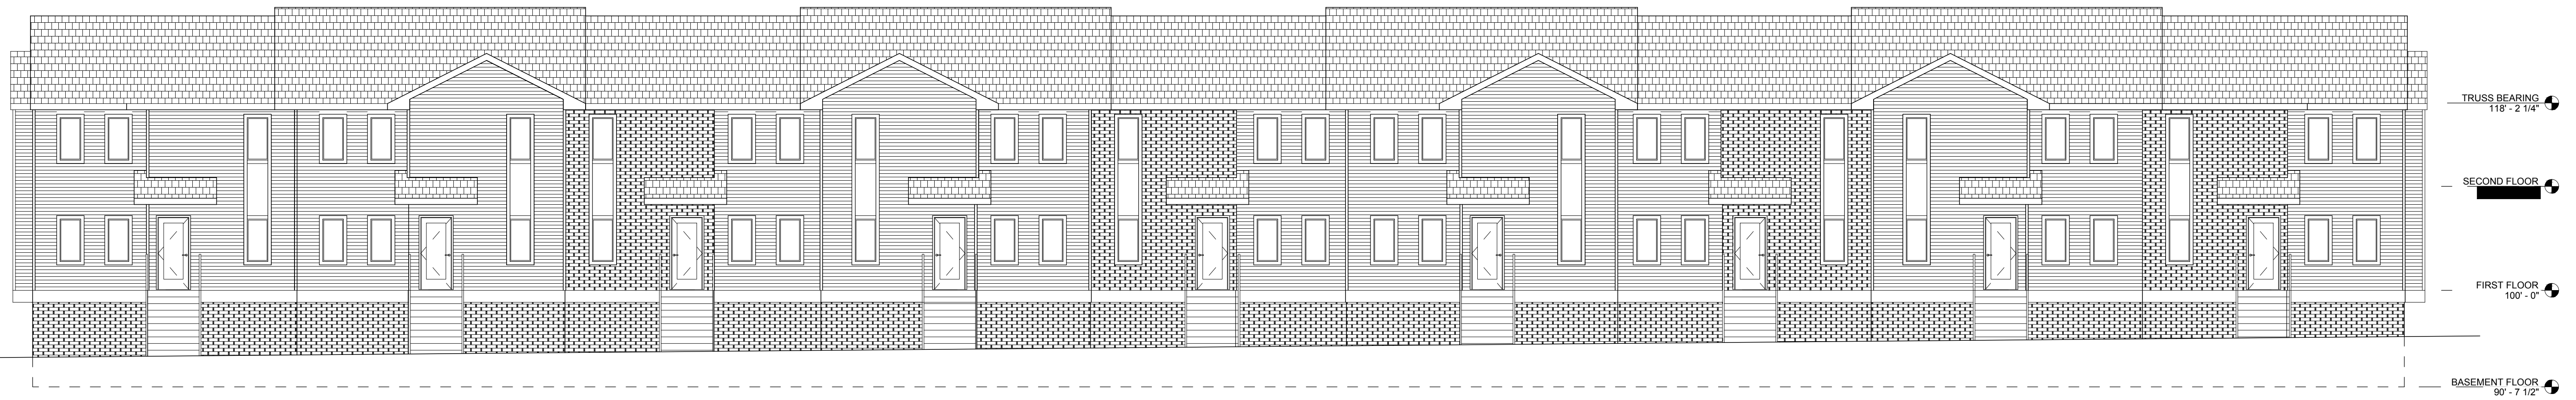 TRUSS BEARING
118' - 2 1/4"
SECOND FLOOR
FIRST FLOOR
100' - 0"
BASEMENT FLOOR
90' - 7 1/2"